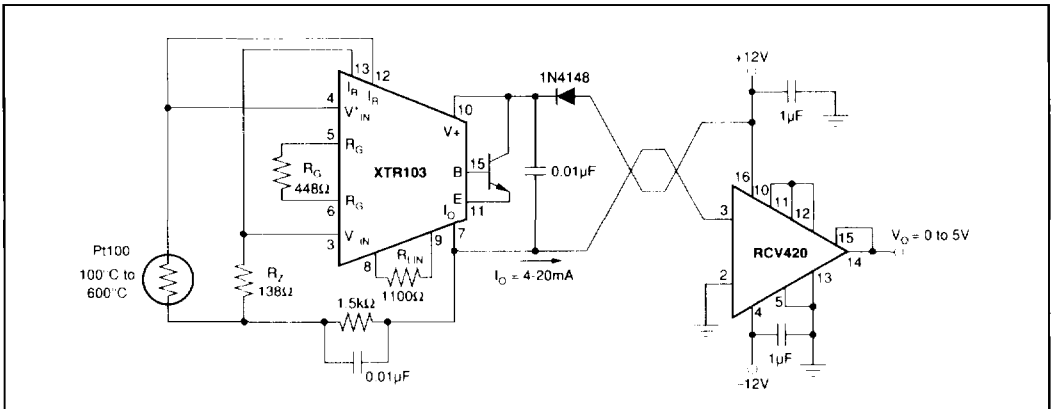 13
12
I_R
I_R
4
V⁺_IN
5
R_G
R_G
448Ω
6
R_G
3
V⁻_IN
XTR103
10
V+
B
15
E
11
I_O
7
9
8
R_LIN
1100Ω
1N4148
0.01µF
I_O = 4-20mA
Pt100
100°C to
600°C
R_Z
138Ω
1.5kΩ
0.01µF
+12V
1µF
16
10
11
12
3
RCV420
15
14
V_O = 0 to 5V
2
13
5
4
1µF
–12V